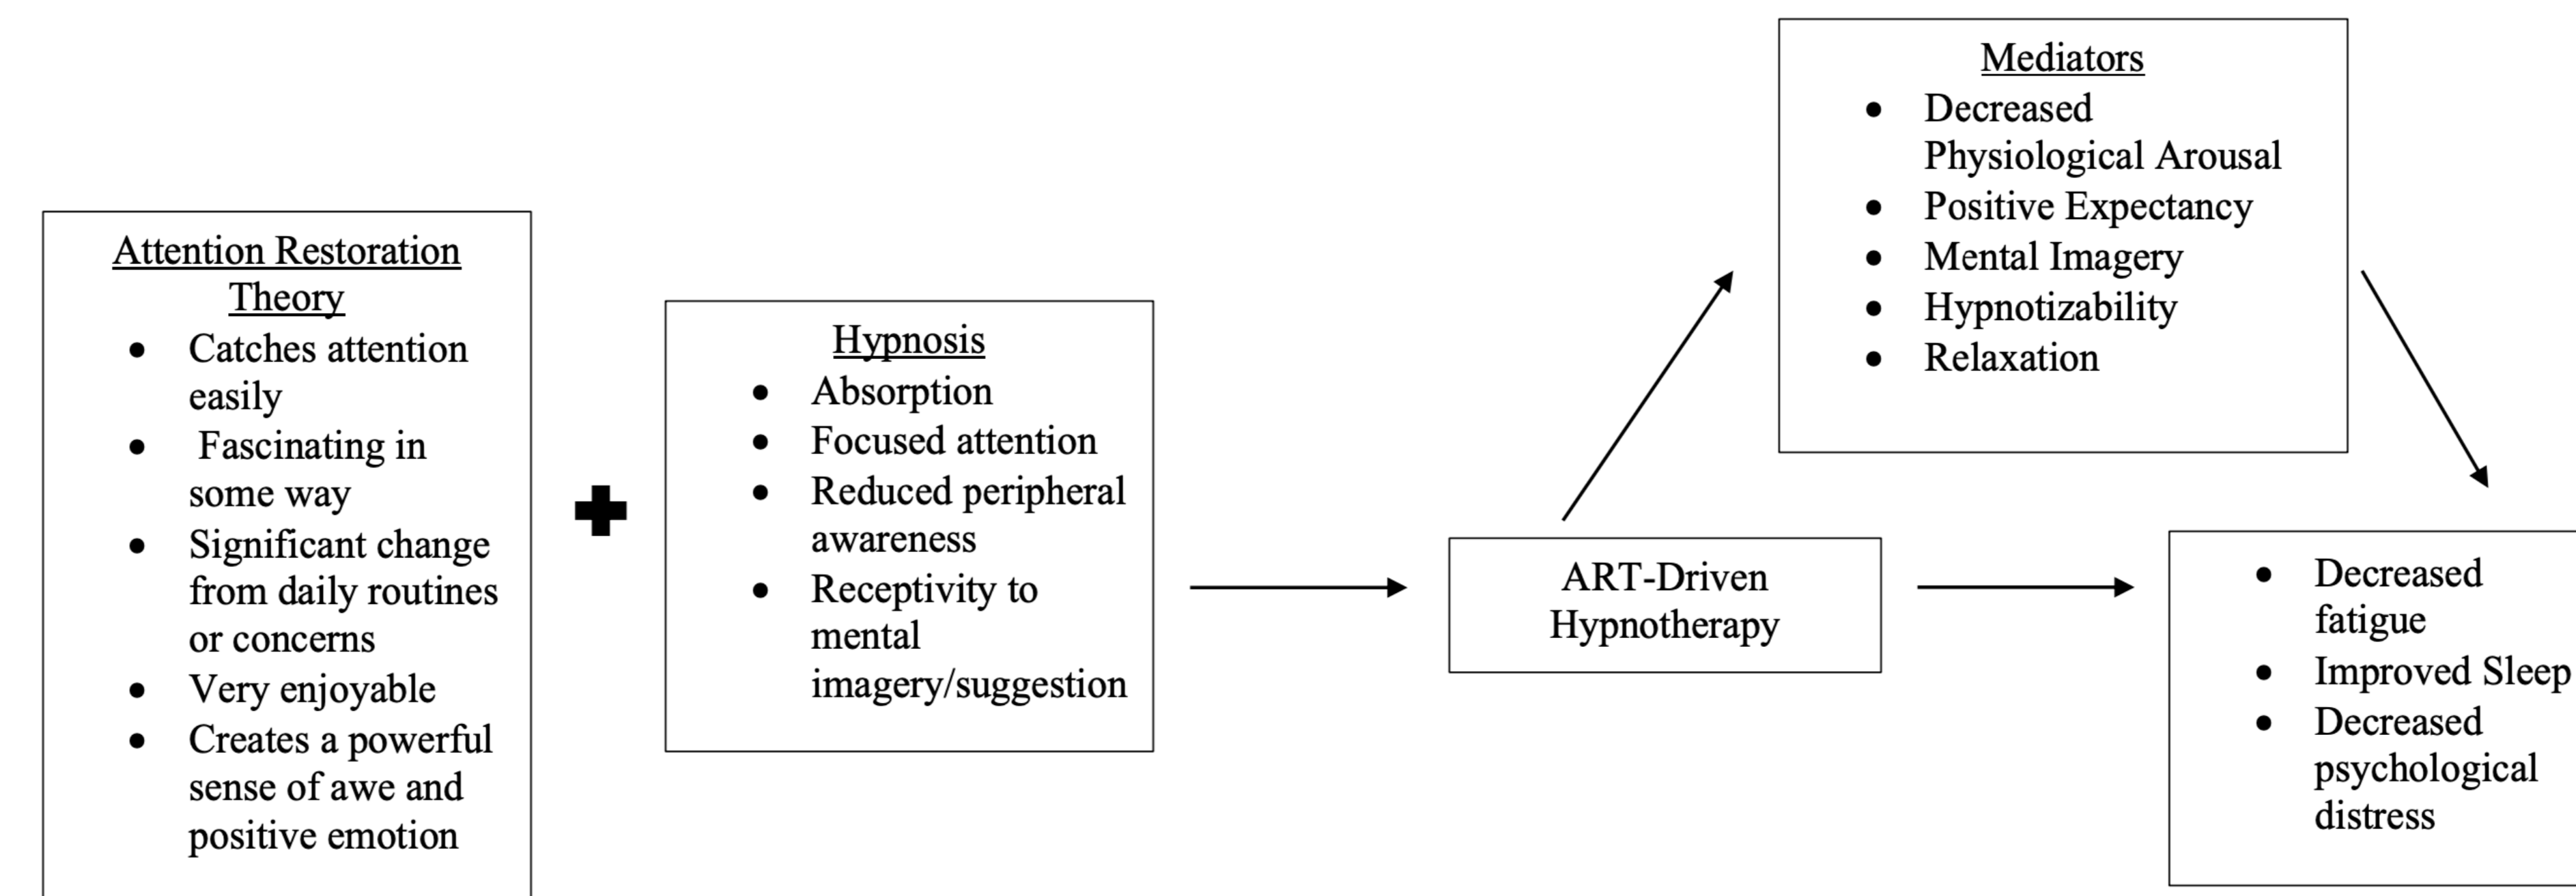 Attention Restoration
Theory
• Catches attention
easily
• Fascinating in
some way
• Significant change
from daily routines
or concerns
• Very enjoyable
• Creates a powerful
sense of awe and
positive emotion
Hypnosis
• Absorption
• Focused attention
• Reduced peripheral
awareness
• Receptivity to
mental
imagery/suggestion
ART-Driven
Hypnotherapy
Mediators
• Decreased
Physiological Arousal
• Positive Expectancy
• Mental Imagery
• Hypnotizability
• Relaxation
• Decreased
fatigue
• Improved Sleep
• Decreased
psychological
distress